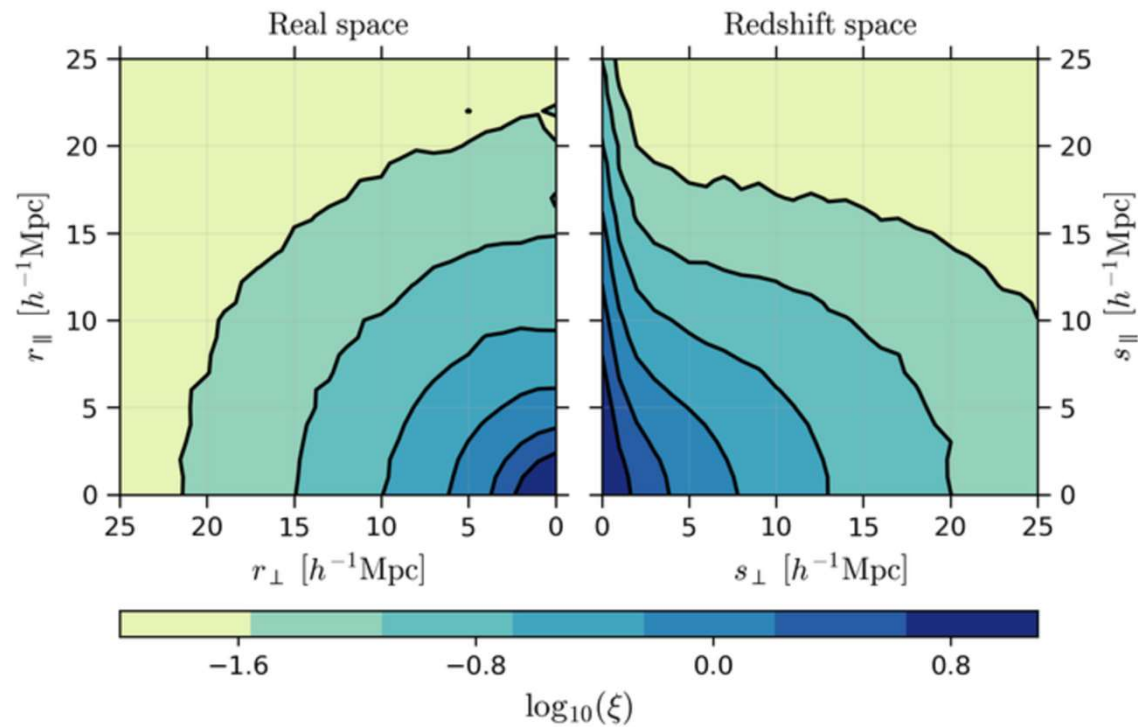 Real space
Redshift space
25
20
15
10
5
0
r∥ [h⁻¹Mpc]
25
20
15
10
5
0
s∥ [h⁻¹Mpc]
25 20 15 10 5 0
0 5 10 15 20 25
r⊥ [h⁻¹Mpc]
s⊥ [h⁻¹Mpc]
−1.6 −0.8 0.0 0.8
log₁₀(ξ)